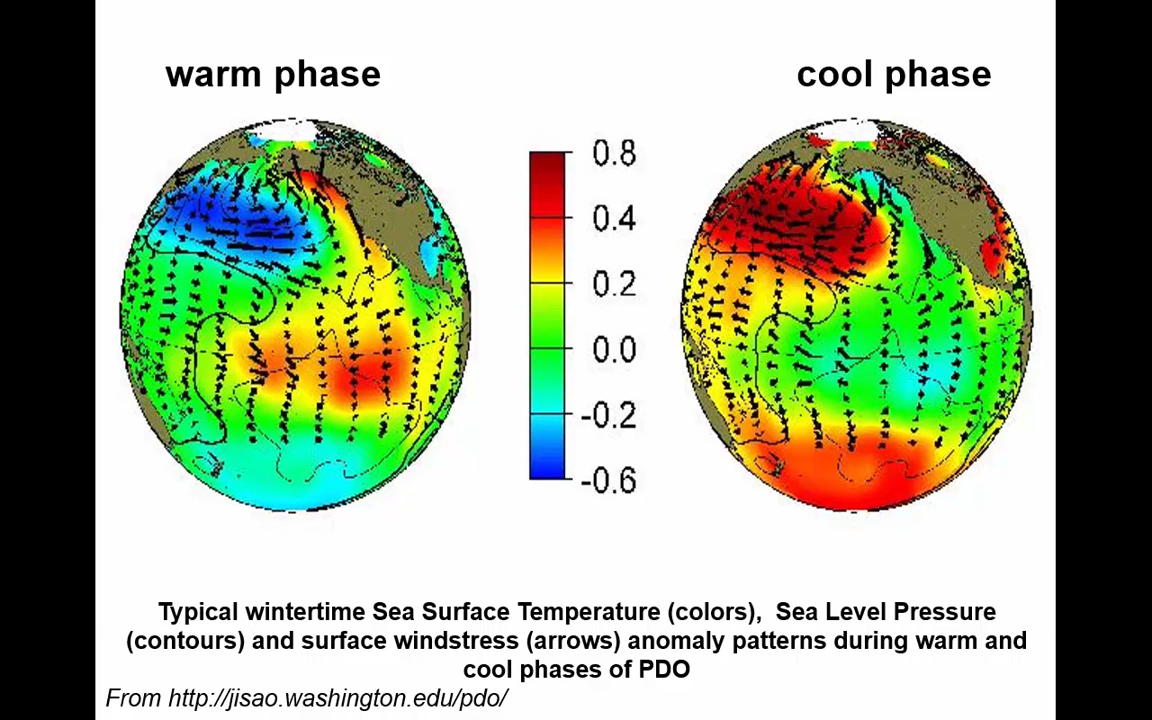 warm phase
cool phase
0.8
0.4
0.2
0.0
-0.2
-0.6
Typical wintertime Sea Surface Temperature (colors),  Sea Level Pressure
(contours) and surface windstress (arrows) anomaly patterns during warm and
cool phases of PDO
From http://jisao.washington.edu/pdo/